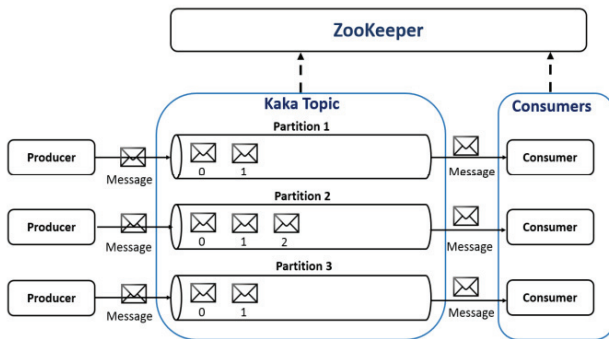 ZooKeeper
Kaka Topic
Consumers
Partition 1
Producer
Message
0 1
Message
Consumer
Partition 2
Producer
Message
0 1 2
Message
Consumer
Partition 3
Producer
Message
0 1
Message
Consumer